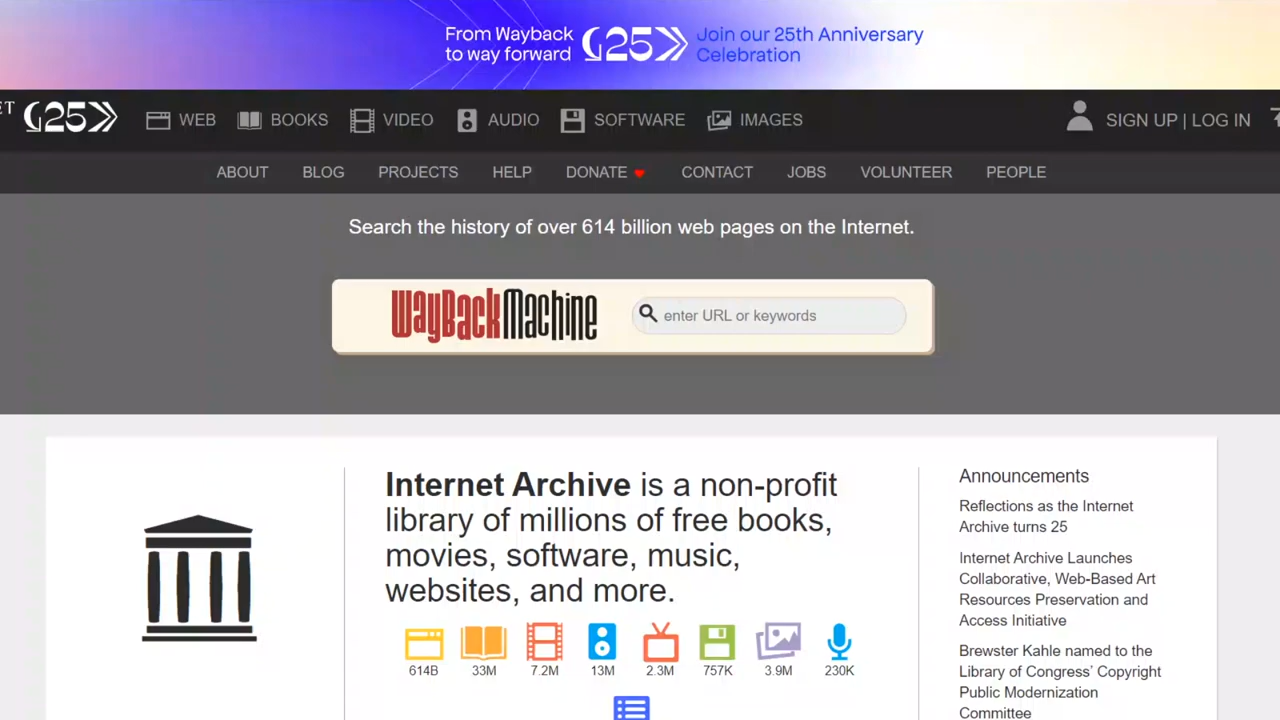 From Wayback
to way forward
25
Join our 25th Anniversary
Celebration
ET
25
WEB
BOOKS
VIDEO
AUDIO
SOFTWARE
IMAGES
SIGN UP | LOG IN
ABOUT
BLOG
PROJECTS
HELP
DONATE
CONTACT
JOBS
VOLUNTEER
PEOPLE
Search the history of over 614 billion web pages on the Internet.
WayBackMachine
enter URL or keywords
Internet Archive is a non-profit
library of millions of free books,
movies, software, music,
websites, and more.
614B
33M
7.2M
13M
2.3M
757K
3.9M
230K
Announcements
Reflections as the Internet
Archive turns 25
Internet Archive Launches
Collaborative, Web-Based Art
Resources Preservation and
Access Initiative
Brewster Kahle named to the
Library of Congress’ Copyright
Public Modernization
Committee